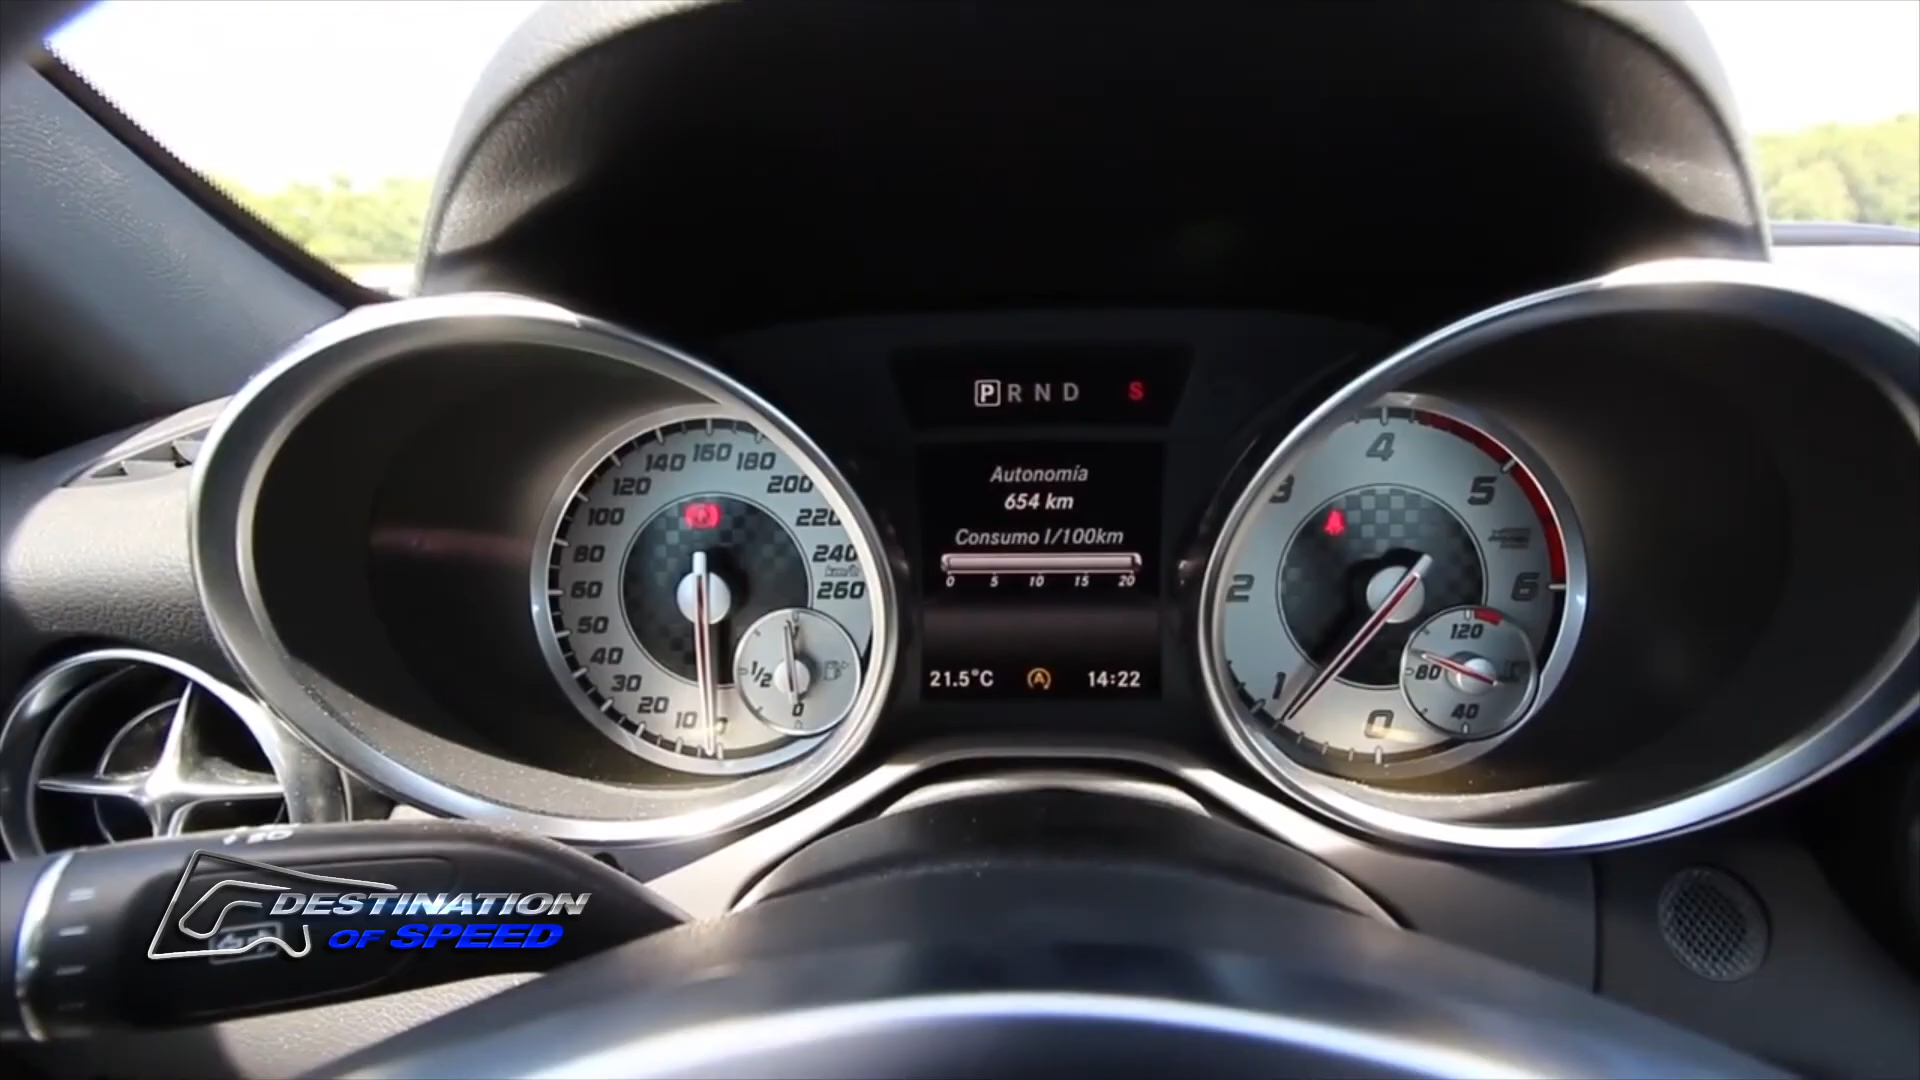 P R N D S
Autonomía
654 km
Consumo l/100km
0 5 10 15 20
21.5°C 14:22
0 10 20 30 40 50 60 80 100 120 140 160 180 200 220 240 260
km/h
1/2
0
0 1 2 3 4 5 6
120
80
40
DESTINATION
OF SPEED